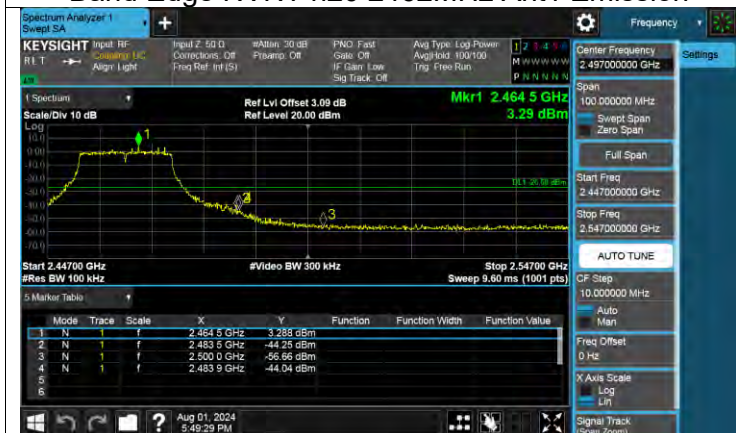 Spectrum Analyzer 1
Swept SA
+
Frequency
KEYSIGHT
Input: RF
Coupling: DC
Align: Light
Input Z: 50 Ω
Corrections: Off
Freq Ref: Int (S)
#Atten: 30 dB
Preamp: Off
PNO: Fast
Gate: Off
IF Gain: Low
Sig Track: Off
Avg Type: Log-Power
Avg|Hold: 100/100
Trig: Free Run
1 2 3 4 5 6
M W W W W W
P N N N N N
Center Frequency
2.497000000 GHz
Settings
Span
100.000000 MHz
Swept Span
Zero Span
Full Span
Start Freq
2.447000000 GHz
Stop Freq
2.547000000 GHz
AUTO TUNE
CF Step
10.000000 MHz
Auto
Man
Freq Offset
0 Hz
X Axis Scale
Log
Lin
Signal Track
(Span Zoom)
1 Spectrum
Scale/Div 10 dB
Ref Lvl Offset 3.09 dB
Ref Level 20.00 dBm
Mkr1 2.464 5 GHz
3.29 dBm
Log
10.0
0.00
1
3
Start 2.44700 GHz
#Res BW 100 kHz
#Video BW 300 kHz
Stop 2.54700 GHz
Sweep 9.60 ms (1001 pts)
5 Marker Table
Mode Trace Scale X Y Function Function Width Function Value
1 N 1 f 2.464 5 GHz 3.288 dBm
2 N 1 f 2.483 5 GHz -44.25 dBm
3 N 1 f 2.500 0 GHz -56.66 dBm
4 N 1 f 2.483 9 GHz -44.04 dBm
5
6
?
Aug 01, 2024
5:49:29 PM